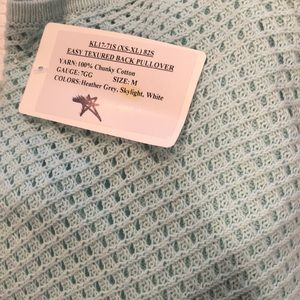 KL17-71S (XS-XL) 82S
EASY TEXURED BACK PULLOVER
YARN: 100% Chunky Cotton
GAUGE: 7GG SIZE: M
COLORS: Heather Grey, Skylight, White